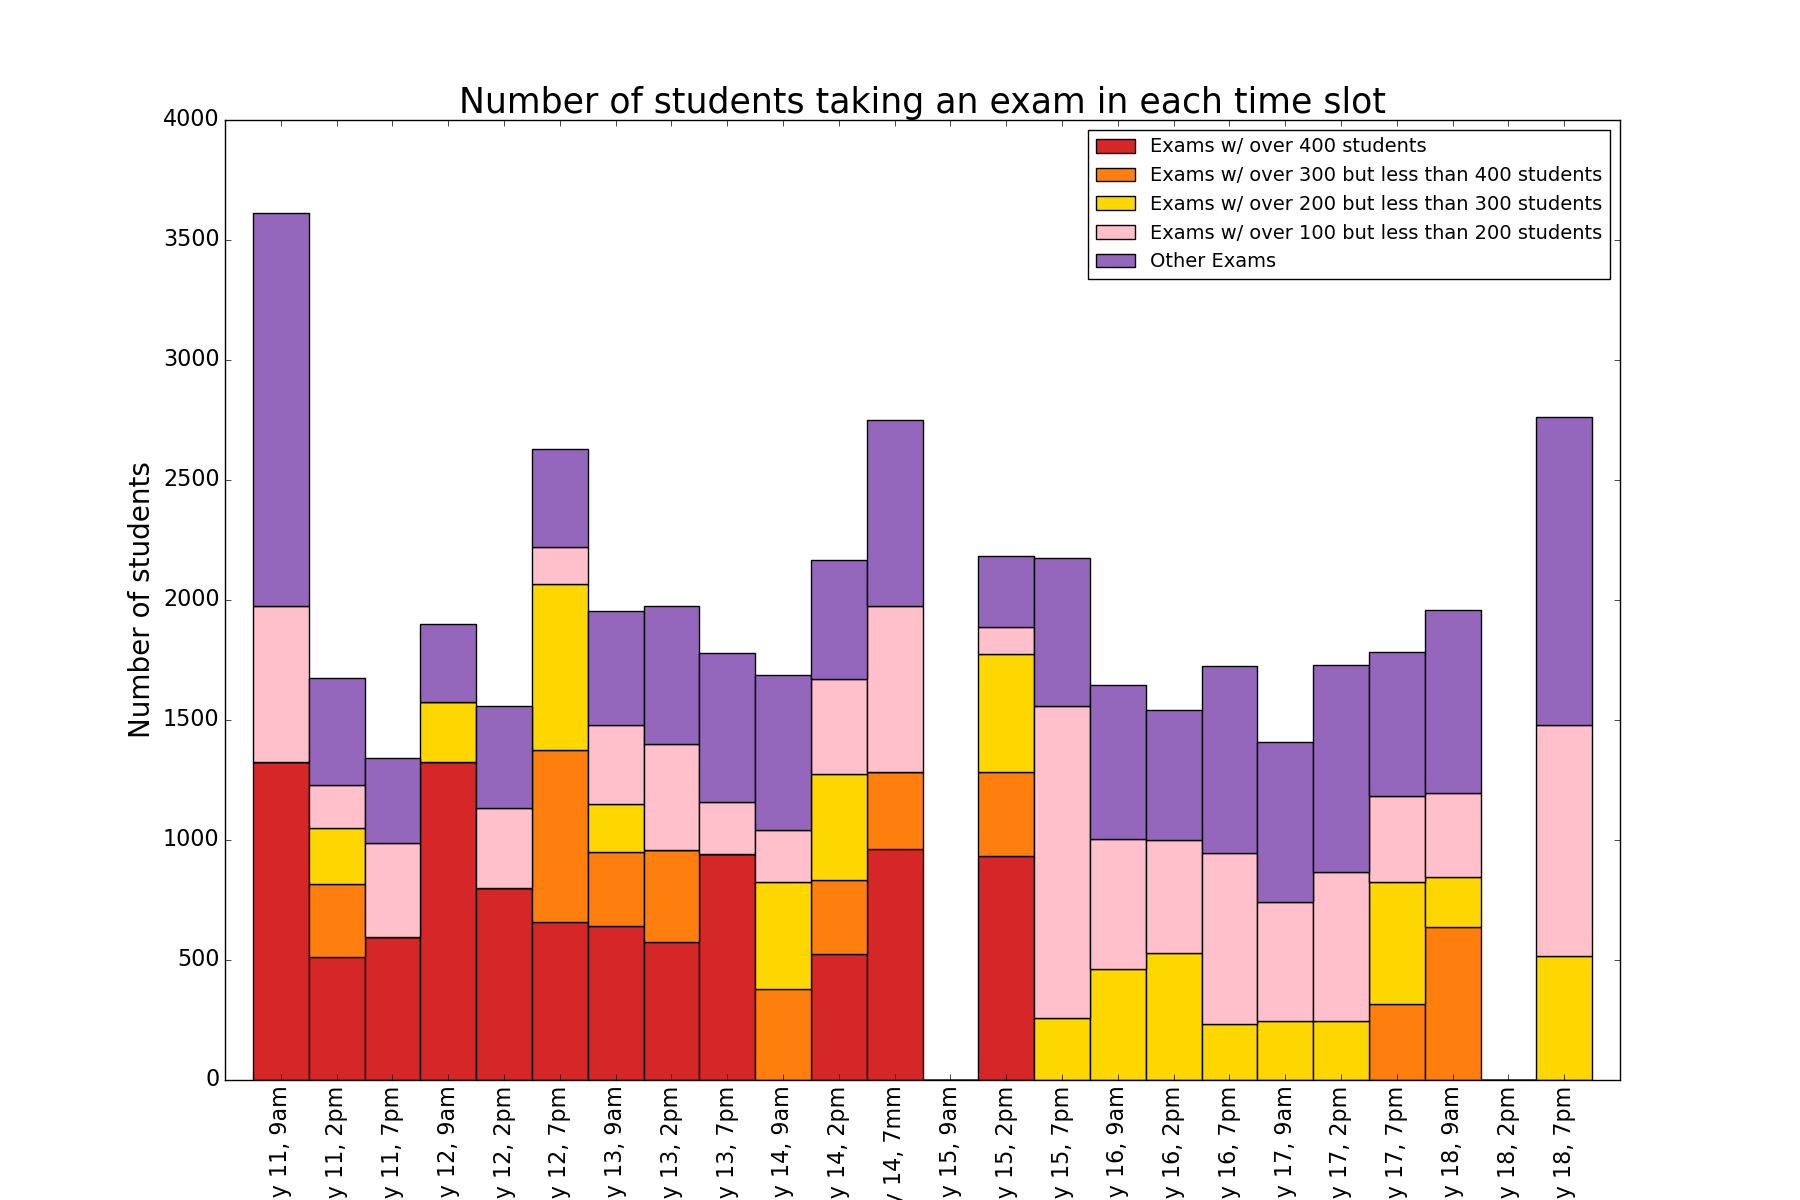 Number of students taking an exam in each time slot
Exams w/ over 400 students
Exams w/ over 300 but less than 400 students
Exams w/ over 200 but less than 300 students
Exams w/ over 100 but less than 200 students
Other Exams
Number of students
4000
3500
3000
2500
2000
1500
1000
500
0
y 11, 9am
y 11, 2pm
y 11, 7pm
y 12, 9am
y 12, 2pm
y 12, 7pm
y 13, 9am
y 13, 2pm
y 13, 7pm
y 14, 9am
y 14, 2pm
y 14, 7mm
y 15, 9am
y 15, 2pm
y 15, 7pm
y 16, 9am
y 16, 2pm
y 16, 7pm
y 17, 9am
y 17, 2pm
y 17, 7pm
y 18, 9am
y 18, 2pm
y 18, 7pm